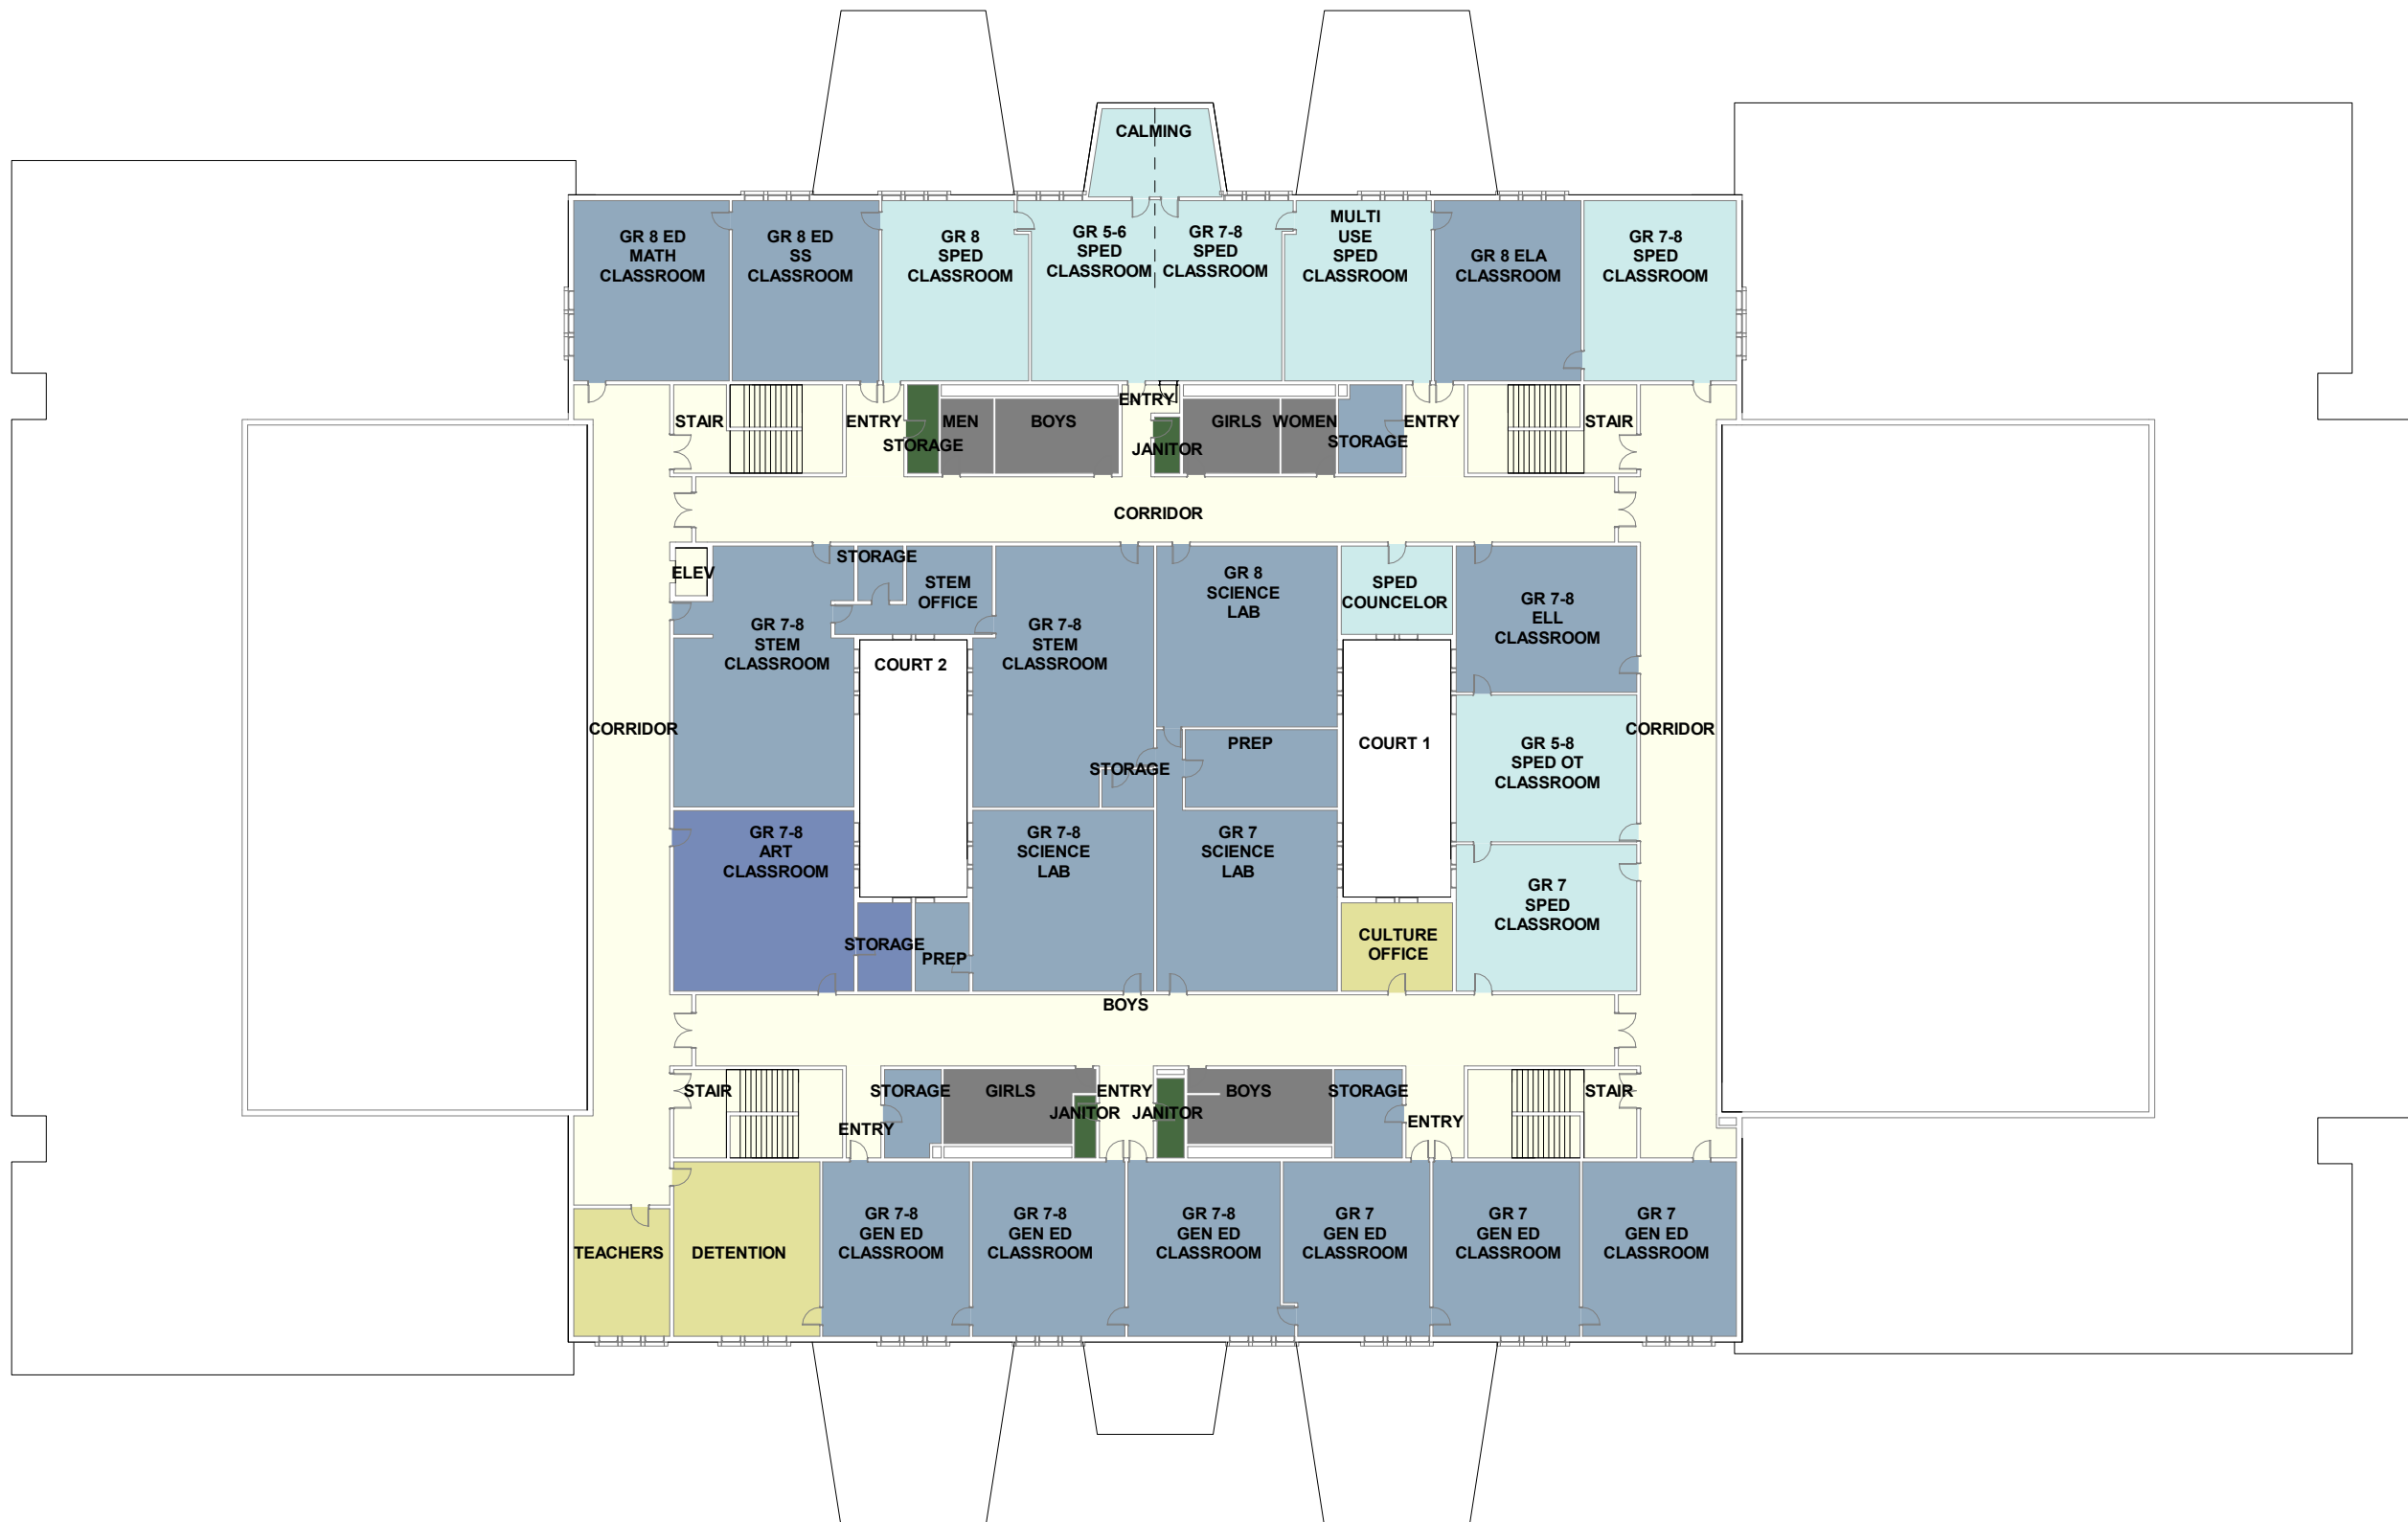 CALMING
GR 8 ED
MATH
CLASSROOM
GR 8 ED
SS
CLASSROOM
GR 8
SPED
CLASSROOM
GR 5-6
SPED
CLASSROOM
GR 7-8
SPED
CLASSROOM
MULTI
USE
SPED
CLASSROOM
GR 8 ELA
CLASSROOM
GR 7-8
SPED
CLASSROOM
STAIR
ENTRY
STORAGE
MEN
BOYS
ENTRY
JANITOR
GIRLS
WOMEN
STORAGE
ENTRY
STAIR
CORRIDOR
ELEV
STORAGE
STEM
OFFICE
GR 7-8
STEM
CLASSROOM
COURT 2
GR 7-8
STEM
CLASSROOM
GR 8
SCIENCE
LAB
SPED
COUNCELOR
GR 7-8
ELL
CLASSROOM
CORRIDOR
STORAGE
PREP
COURT 1
GR 5-8
SPED OT
CLASSROOM
CORRIDOR
GR 7-8
ART
CLASSROOM
GR 7-8
SCIENCE
LAB
GR 7
SCIENCE
LAB
GR 7
SPED
CLASSROOM
STORAGE
PREP
CULTURE
OFFICE
BOYS
STAIR
ENTRY
STORAGE
GIRLS
JANITOR
ENTRY
JANITOR
BOYS
STORAGE
ENTRY
STAIR
TEACHERS
DETENTION
GR 7-8
GEN ED
CLASSROOM
GR 7-8
GEN ED
CLASSROOM
GR 7-8
GEN ED
CLASSROOM
GR 7
GEN ED
CLASSROOM
GR 7
GEN ED
CLASSROOM
GR 7
GEN ED
CLASSROOM